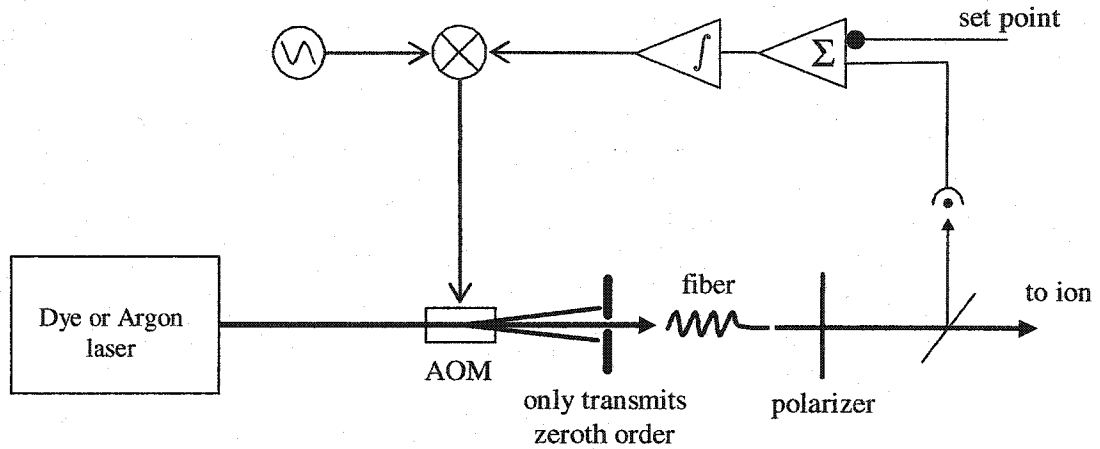 set point
∫
Σ
Dye or Argon
laser
AOM
only transmits
zeroth order
fiber
polarizer
to ion